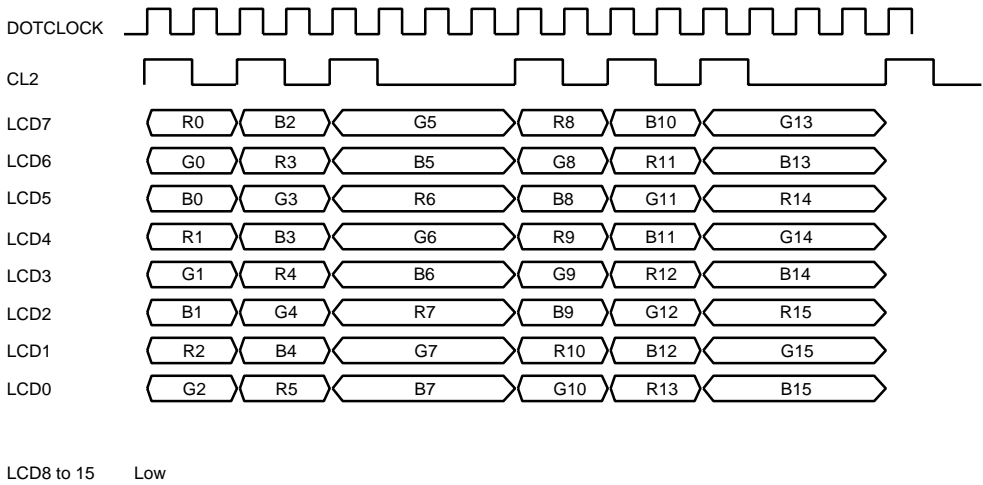 DOTCLOCK
CL2
LCD7 R0 B2 G5 R8 B10 G13
LCD6 G0 R3 B5 G8 R11 B13
LCD5 B0 G3 R6 B8 G11 R14
LCD4 R1 B3 G6 R9 B11 G14
LCD3 G1 R4 B6 G9 R12 B14
LCD2 B1 G4 R7 B9 G12 R15
LCD1 R2 B4 G7 R10 B12 G15
LCD0 G2 R5 B7 G10 R13 B15
LCD8 to 15 Low